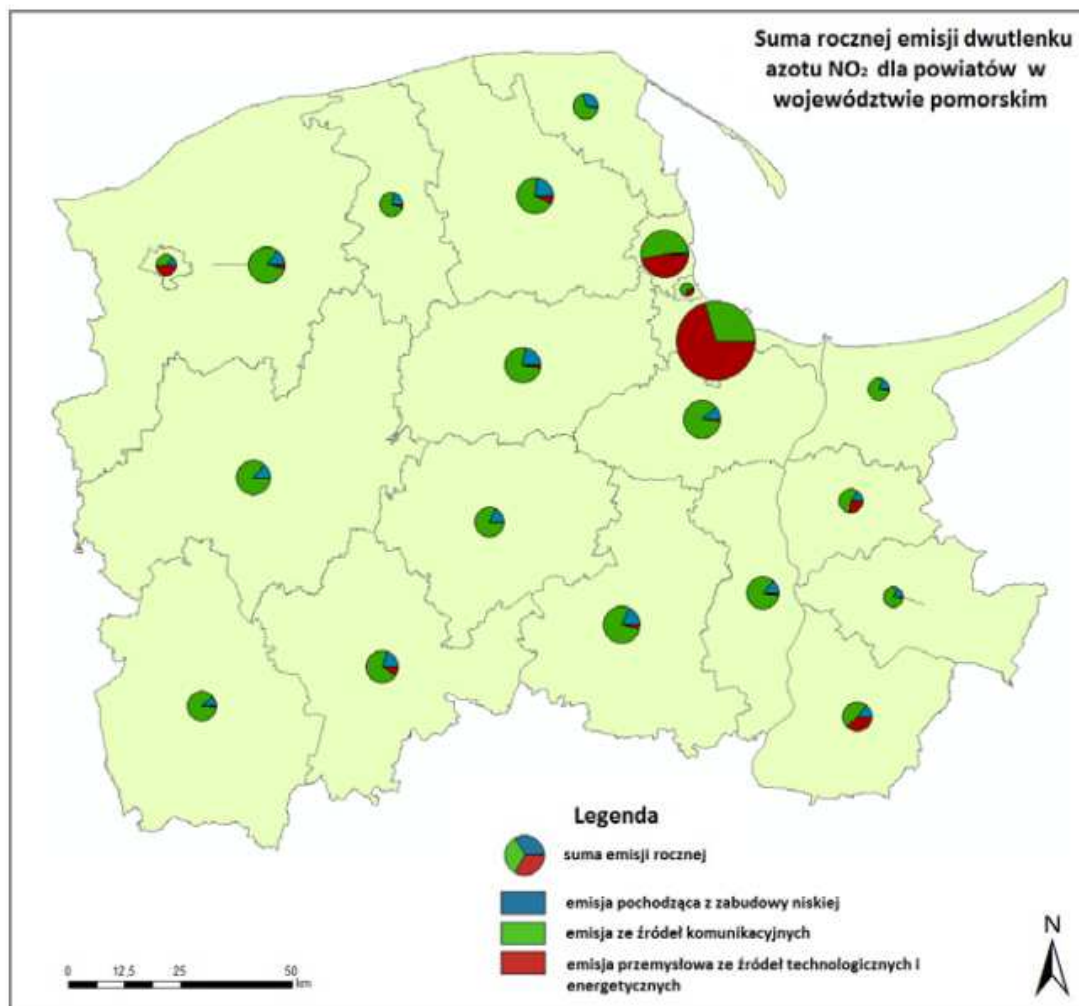 Suma rocznej emisji dwutlenku
azotu NO₂ dla powiatów w
województwie pomorskim
Legenda
suma emisji rocznej
emisja pochodząca z zabudowy niskiej
emisja ze źródeł komunikacyjnych
emisja przemysłowa ze źródeł technologicznych i
energetycznych
0 12,5 25 50
km
N